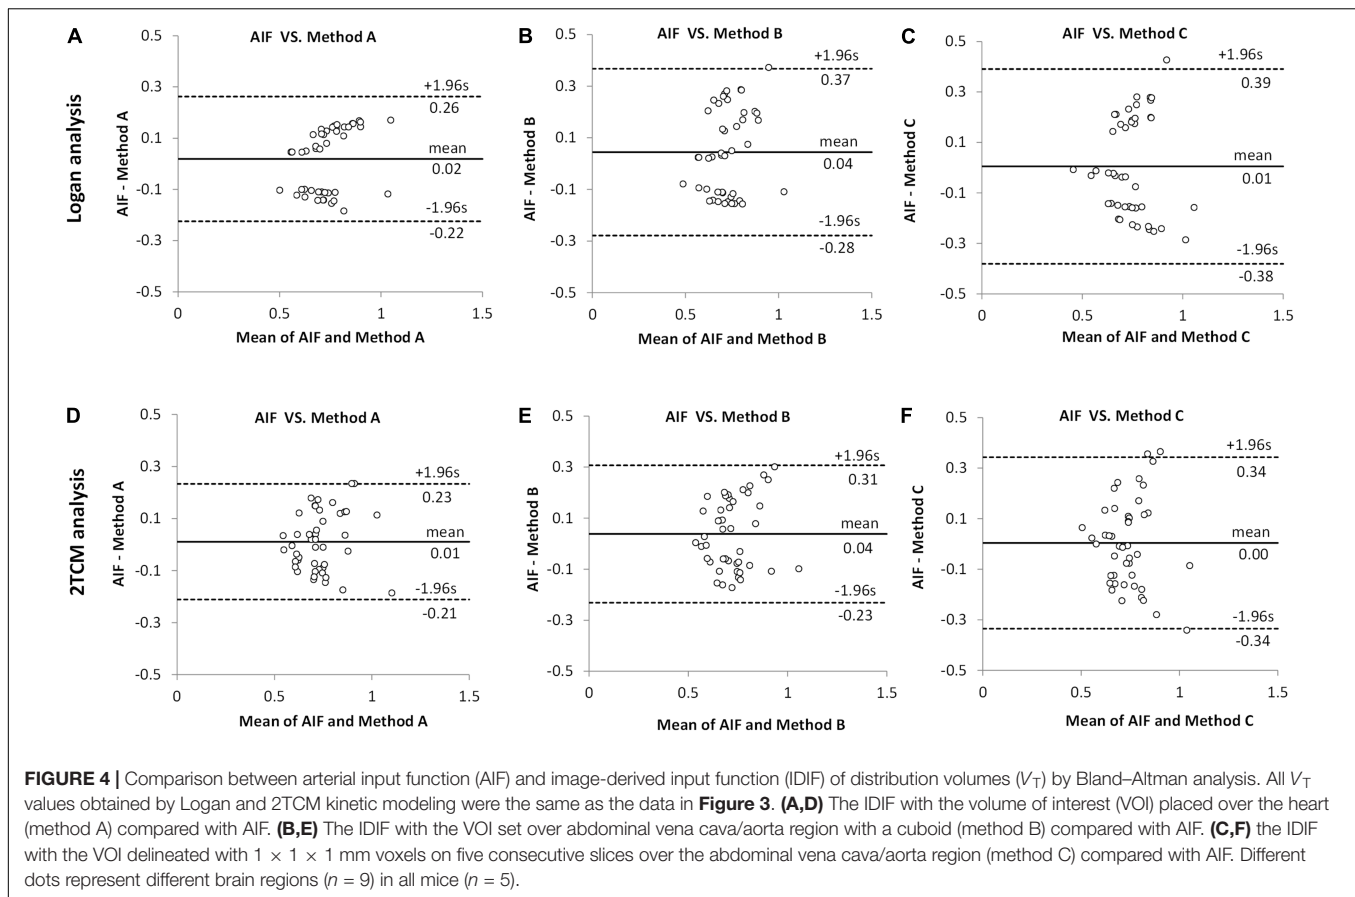 A
AIF VS. Method A
0.5
0.3
0.1
-0.1
-0.3
-0.5
+1.96s
0.26
mean
0.02
-1.96s
-0.22
0 0.5 1 1.5
Mean of AIF and Method A
AIF - Method A
Logan analysis
B
AIF VS. Method B
0.5
0.3
0.1
-0.1
-0.3
-0.5
+1.96s
0.37
mean
0.04
-1.96s
-0.28
0 0.5 1 1.5
Mean of AIF and Method B
AIF - Method B
C
AIF VS. Method C
0.5
0.3
0.1
-0.1
-0.3
-0.5
+1.96s
0.39
mean
0.01
-1.96s
-0.38
0 0.5 1 1.5
Mean of AIF and Method C
AIF - Method C
D
AIF VS. Method A
0.5
0.3
0.1
-0.1
-0.3
-0.5
+1.96s
0.23
mean
0.01
-1.96s
-0.21
0 0.5 1 1.5
Mean of AIF and Method A
AIF - Method A
2TCM analysis
E
AIF VS. Method B
0.5
0.3
0.1
-0.1
-0.3
-0.5
+1.96s
0.31
mean
0.04
-1.96s
-0.23
0 0.5 1 1.5
Mean of AIF and Method B
AIF - Method B
F
AIF VS. Method C
0.5
0.3
0.1
-0.1
-0.3
-0.5
+1.96s
0.34
mean
0.00
-1.96s
-0.34
0 0.5 1 1.5
Mean of AIF and Method C
AIF - Method C
FIGURE 4 | Comparison between arterial input function (AIF) and image-derived input function (IDIF) of distribution volumes (VT) by Bland–Altman analysis. All VT
values obtained by Logan and 2TCM kinetic modeling were the same as the data in Figure 3. (A,D) The IDIF with the volume of interest (VOI) placed over the heart
(method A) compared with AIF. (B,E) The IDIF with the VOI set over abdominal vena cava/aorta region with a cuboid (method B) compared with AIF. (C,F) the IDIF
with the VOI delineated with 1 × 1 × 1 mm voxels on five consecutive slices over the abdominal vena cava/aorta region (method C) compared with AIF. Different
dots represent different brain regions (n = 9) in all mice (n = 5).